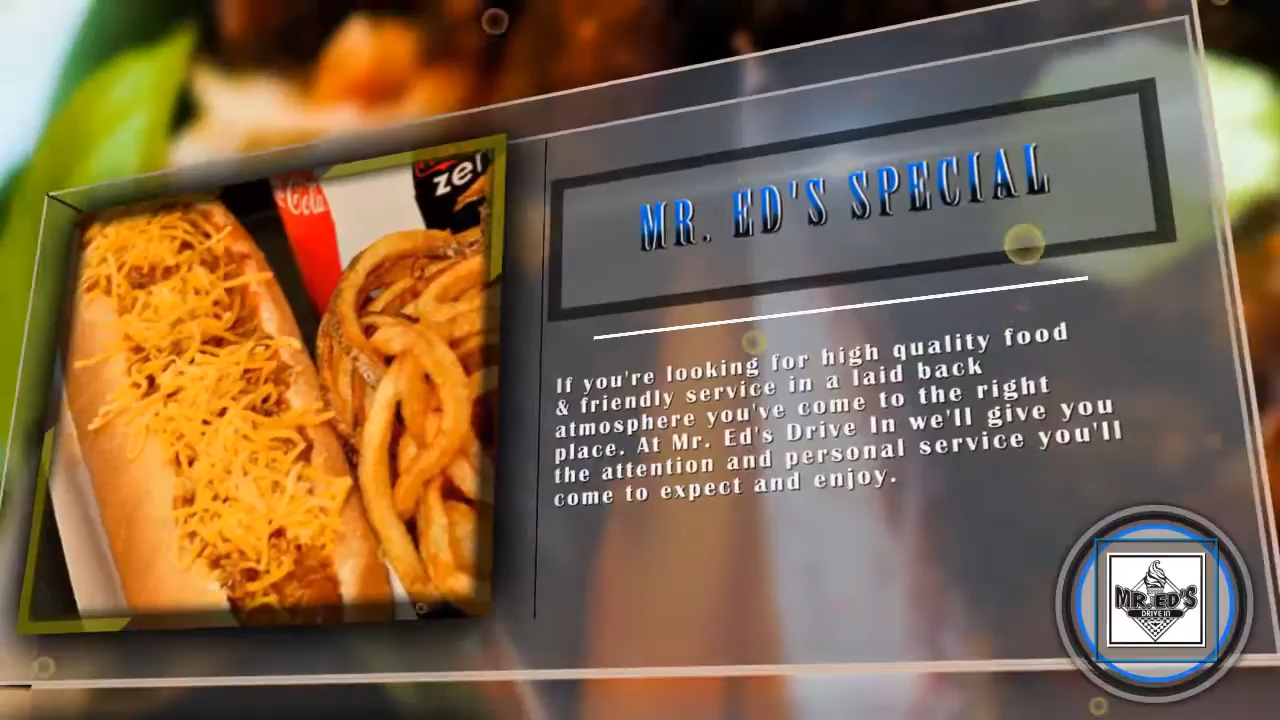 Cola
zer
MR. ED'S SPECIAL
If you're looking for high quality food
& friendly service in a laid back
atmosphere you've come to the right
place. At Mr. Ed's Drive In we'll give you
the attention and personal service you'll
come to expect and enjoy.
MR. ED'S
DRIVE IN